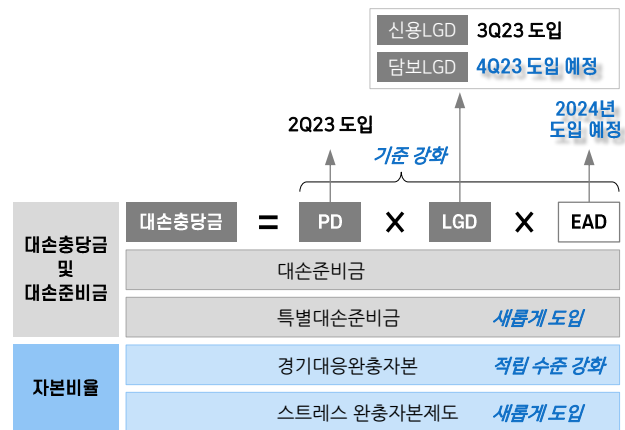 신용LGD 3Q23 도입
담보LGD 4Q23 도입 예정
2Q23 도입
2024년
도입 예정
기준 강화
대손충당금 = PD × LGD × EAD
대손충당금
및
대손준비금
대손준비금
특별대손준비금 새롭게 도입
자본비율
경기대응완충자본 적립 수준 강화
스트레스 완충자본제도 새롭게 도입